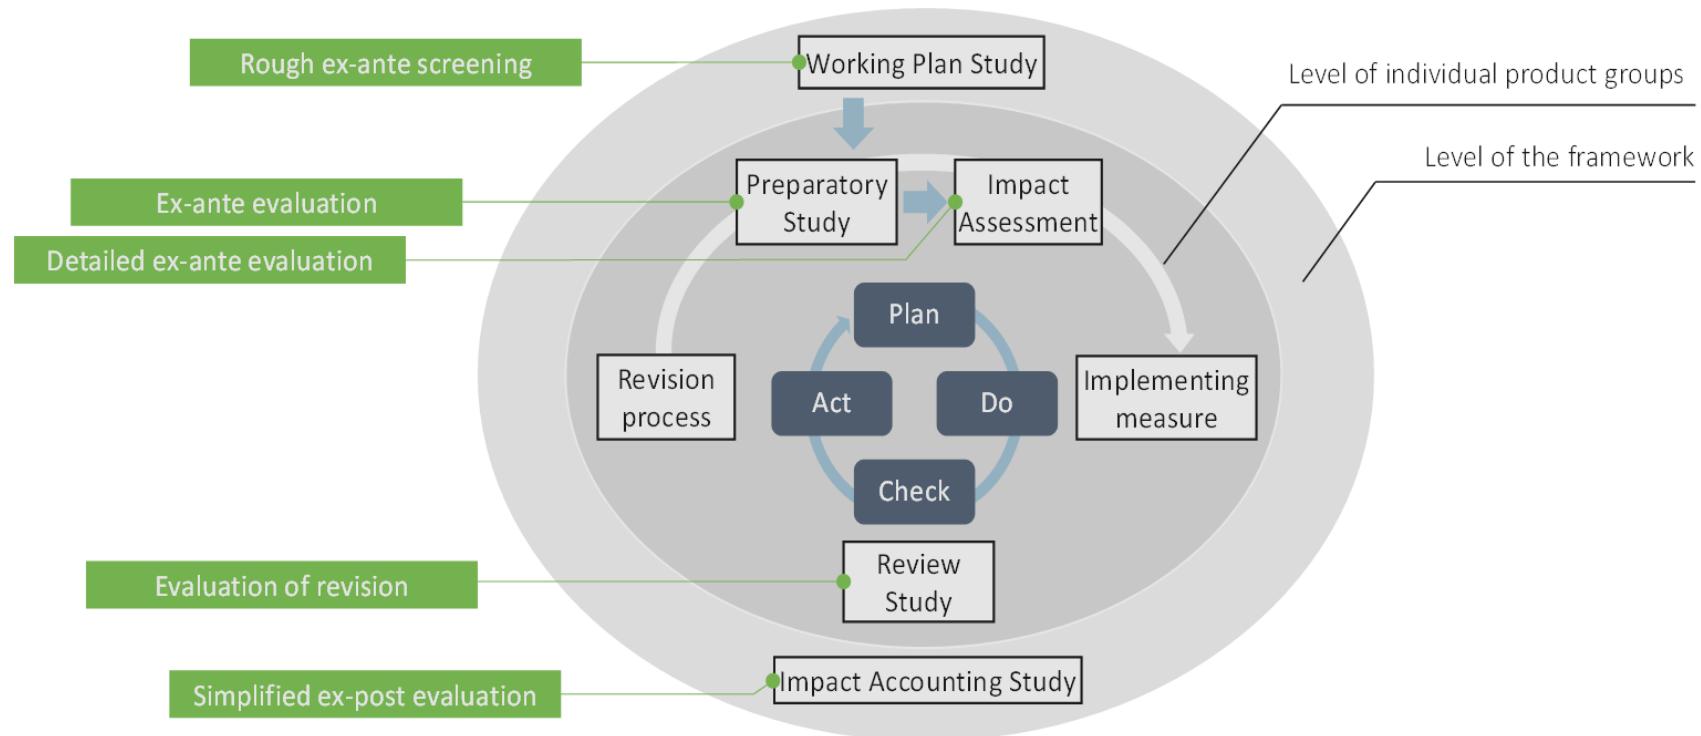 Rough ex-ante screening
Working Plan Study
Level of individual product groups
Level of the framework
Ex-ante evaluation
Preparatory
Study
Impact
Assessment
Detailed ex-ante evaluation
Plan
Revision
process
Act
Do
Implementing
measure
Check
Evaluation of revision
Review
Study
Simplified ex-post evaluation
Impact Accounting Study